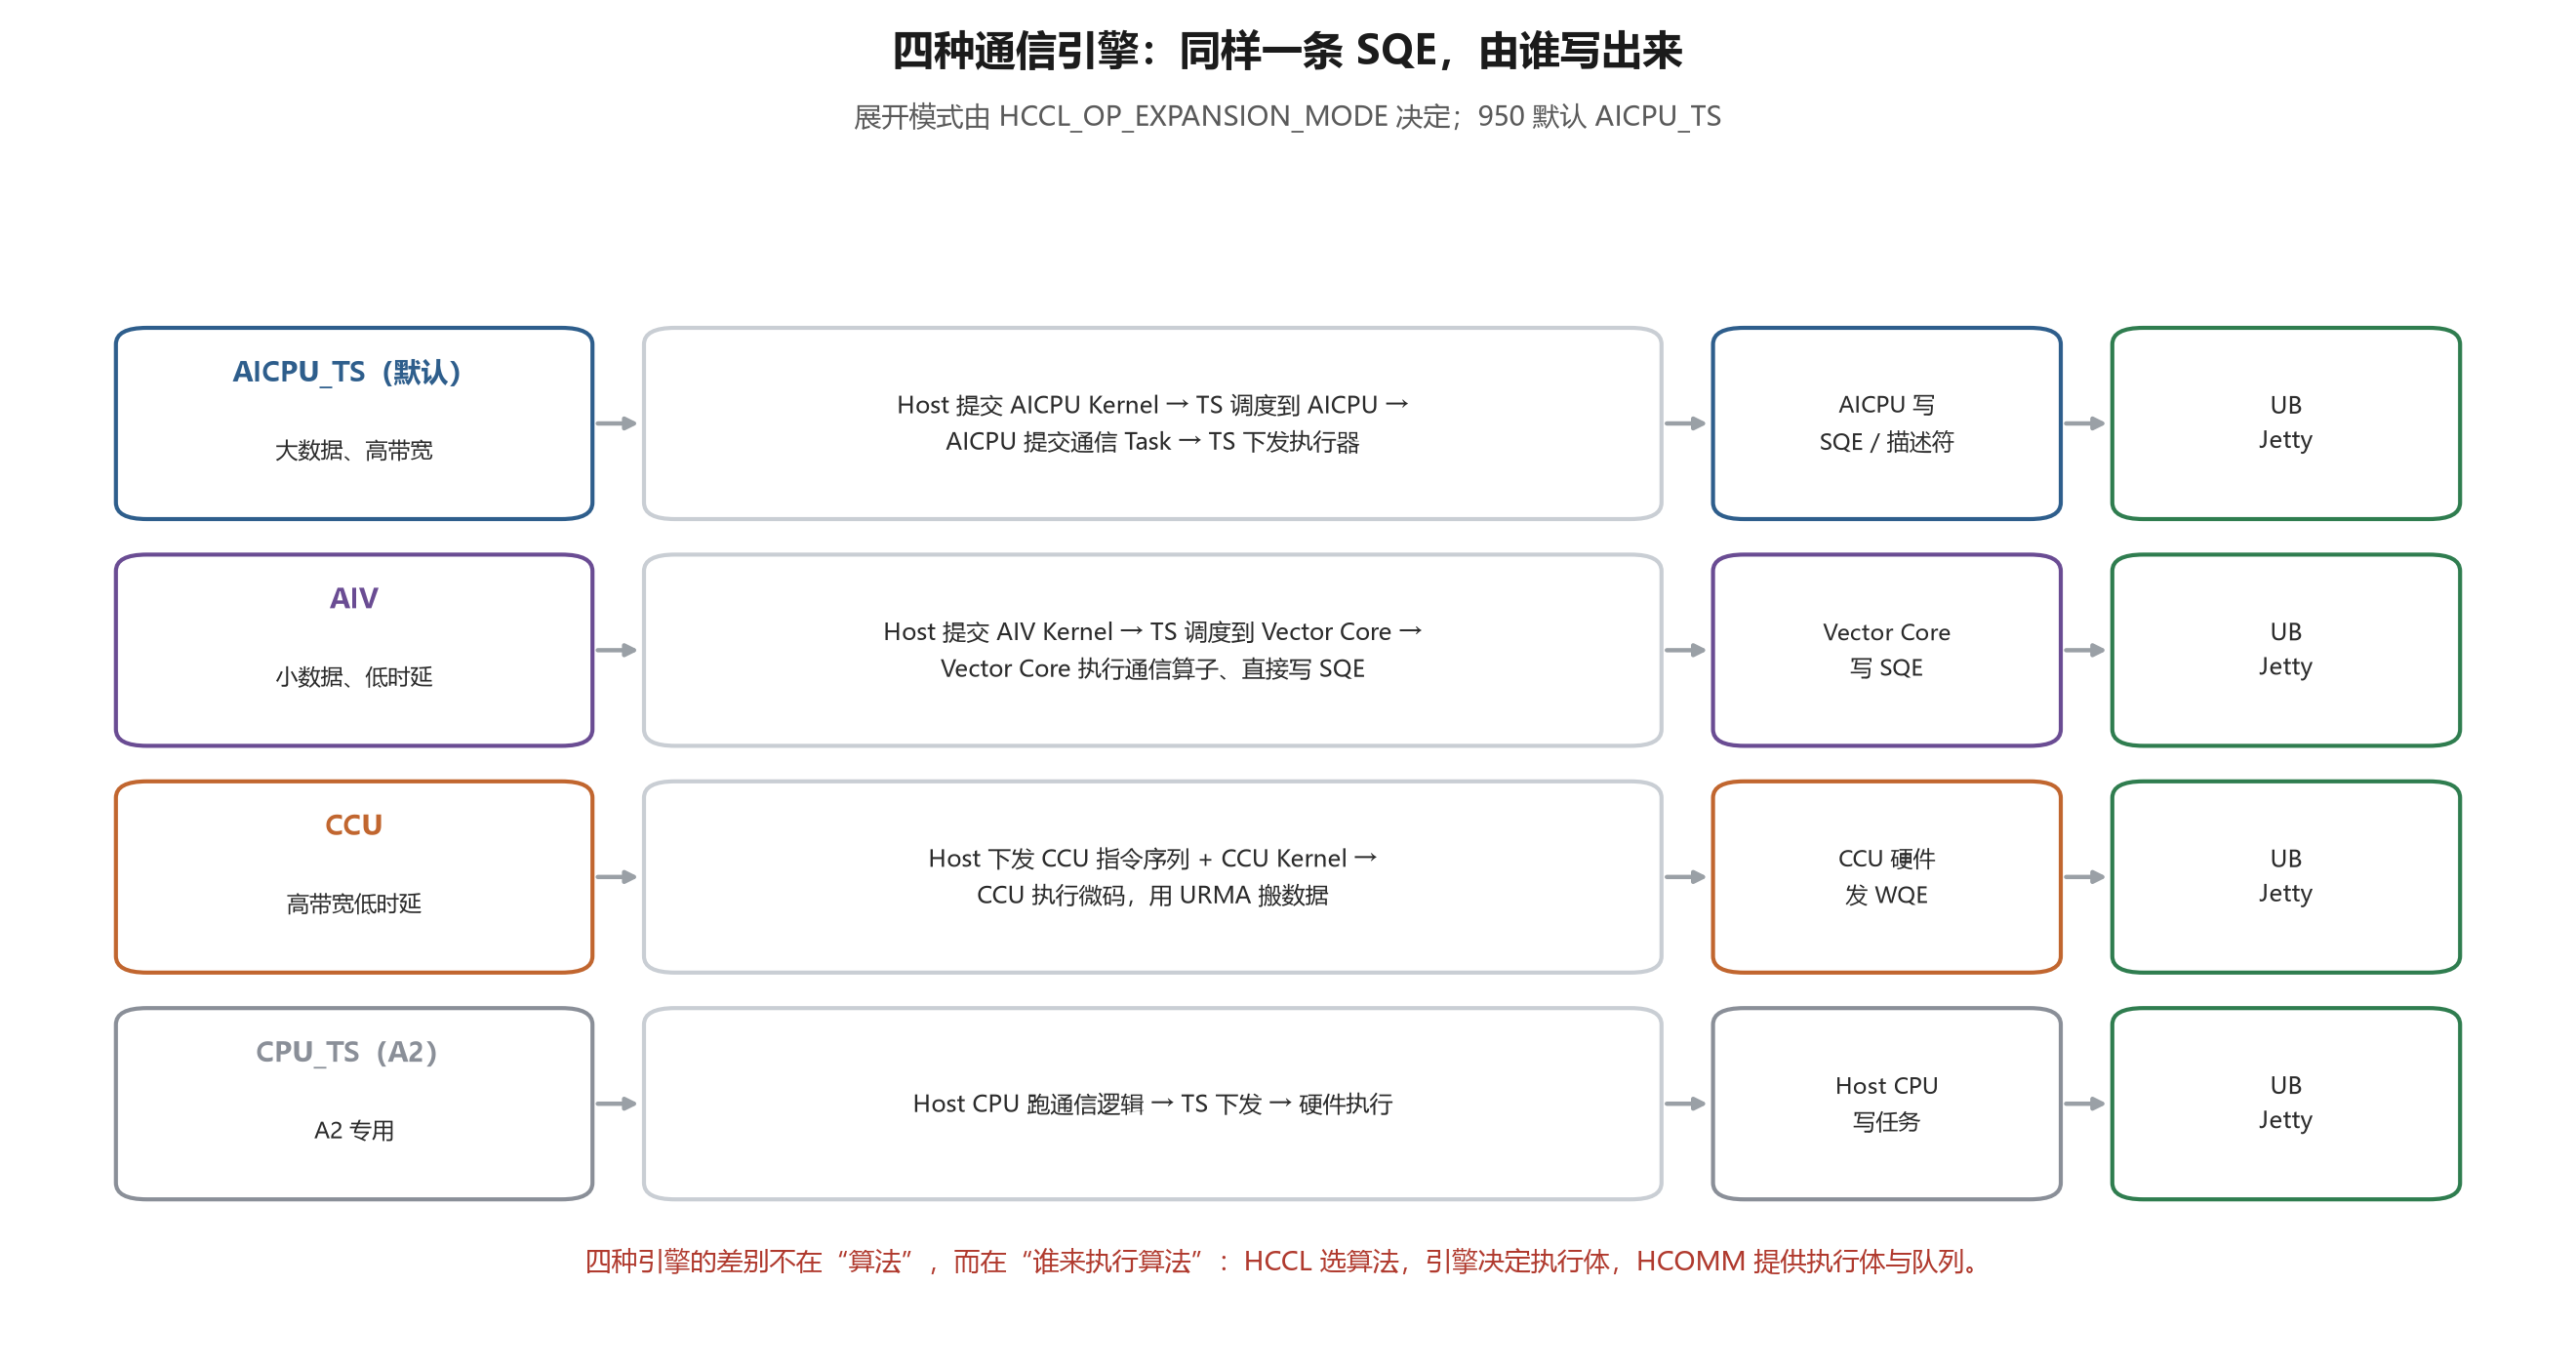 四种通信引擎：同样一条 SQE，由谁写出来
展开模式由 HCCL_OP_EXPANSION_MODE 决定；950 默认 AICPU_TS
AICPU_TS（默认）
大数据、高带宽
Host 提交 AICPU Kernel → TS 调度到 AICPU →
AICPU 提交通信 Task → TS 下发执行器
AICPU 写
SQE / 描述符
UB
Jetty
AIV
小数据、低时延
Host 提交 AIV Kernel → TS 调度到 Vector Core →
Vector Core 执行通信算子、直接写 SQE
Vector Core
写 SQE
UB
Jetty
CCU
高带宽低时延
Host 下发 CCU 指令序列 + CCU Kernel →
CCU 执行微码，用 URMA 搬数据
CCU 硬件
发 WQE
UB
Jetty
CPU_TS（A2）
A2 专用
Host CPU 跑通信逻辑 → TS 下发 → 硬件执行
Host CPU
写任务
UB
Jetty
四种引擎的差别不在“算法”，而在“谁来执行算法”：HCCL 选算法，引擎决定执行体，HCOMM 提供执行体与队列。